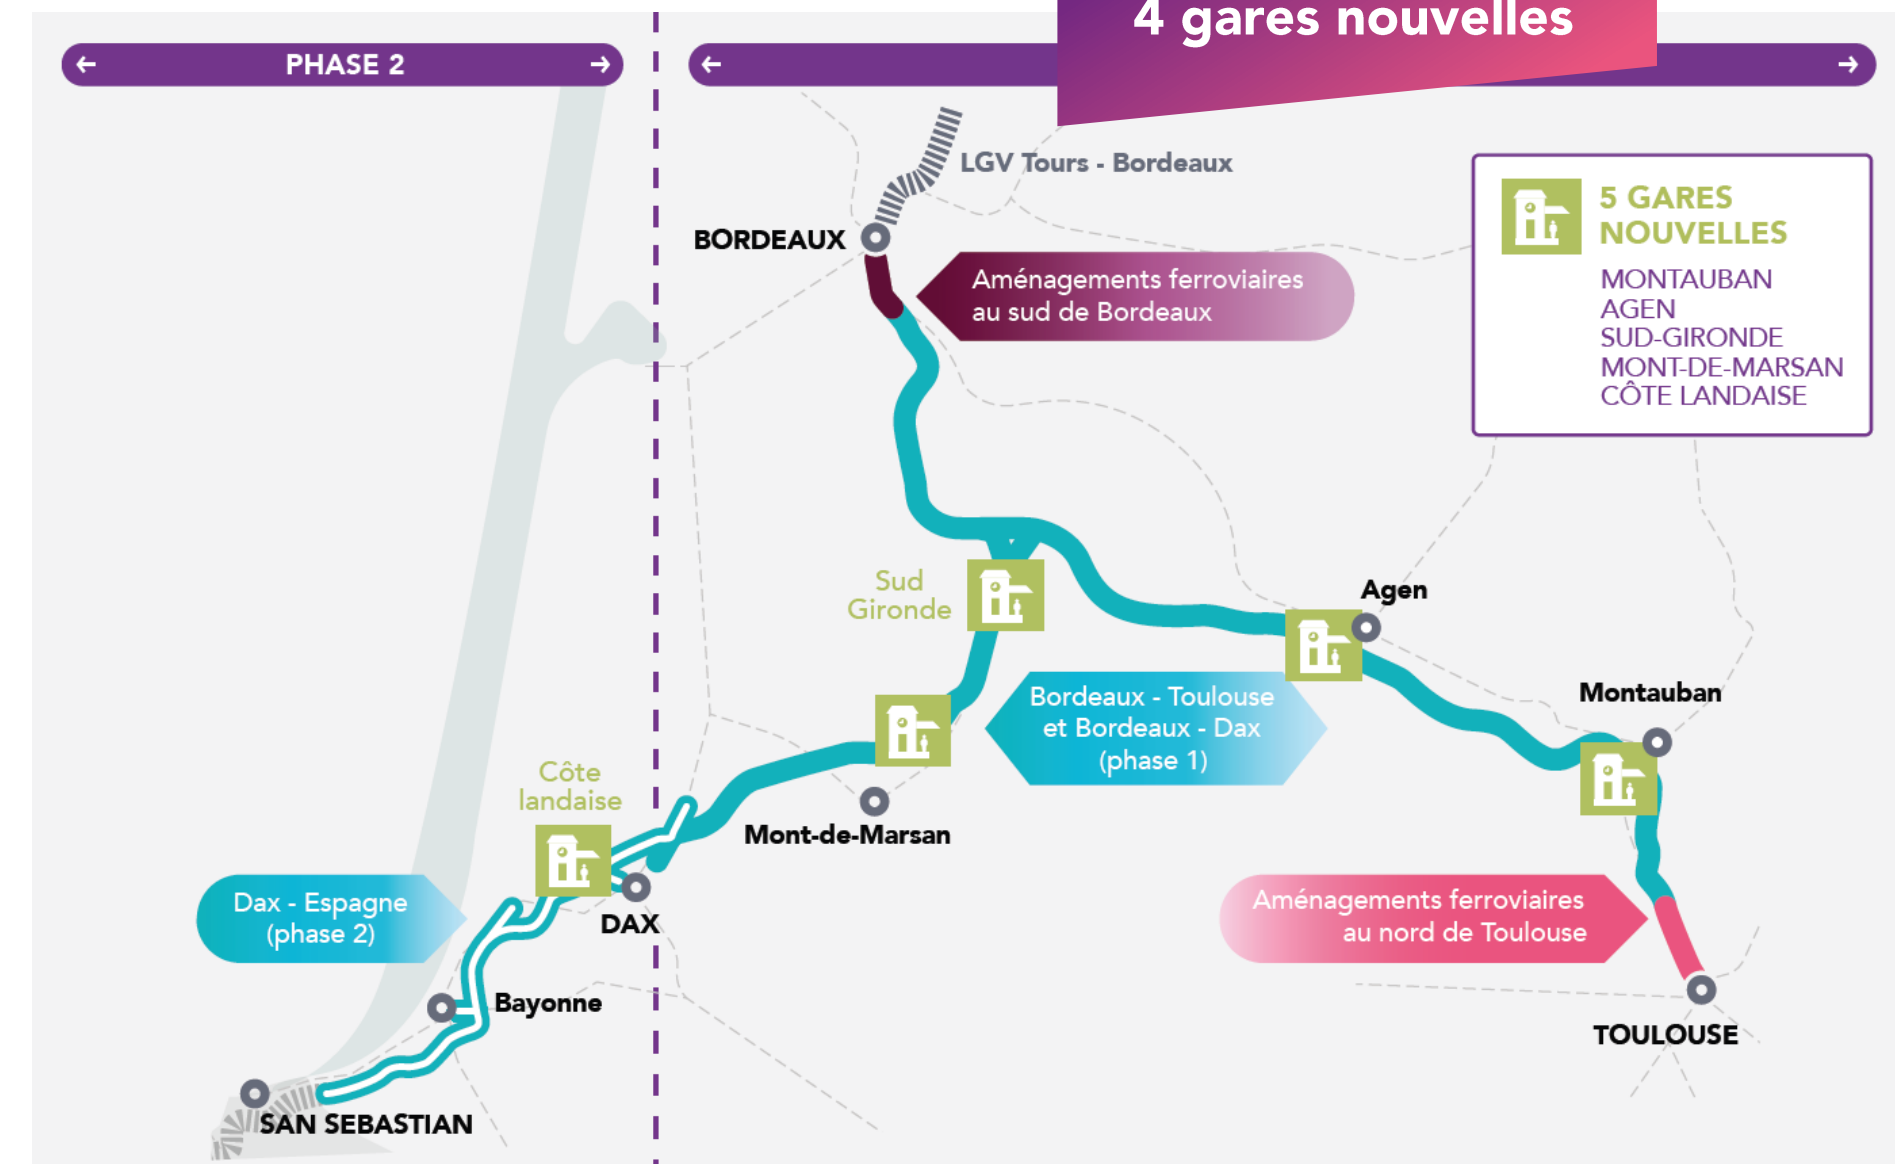 4 gares nouvelles
← PHASE 2 →
← →
LGV Tours - Bordeaux
BORDEAUX
Aménagements ferroviaires
au sud de Bordeaux
5 GARES
NOUVELLES
MONTAUBAN
AGEN
SUD-GIRONDE
MONT-DE-MARSAN
CÔTE LANDAISE
Sud
Gironde
Agen
Bordeaux - Toulouse
et Bordeaux - Dax
(phase 1)
Montauban
Côte
landaise
Mont-de-Marsan
Dax - Espagne
(phase 2)
DAX
Aménagements ferroviaires
au nord de Toulouse
Bayonne
TOULOUSE
SAN SEBASTIAN